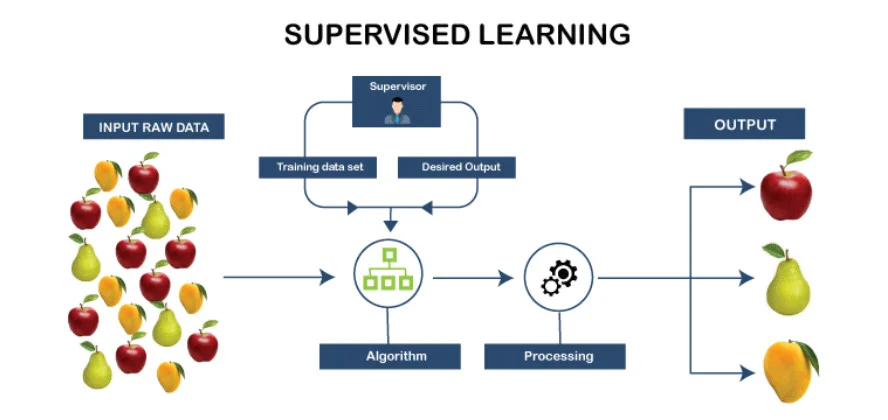 SUPERVISED LEARNING
Supervisor
INPUT RAW DATA
OUTPUT
Training data set
Desired Output
Algorithm
Processing